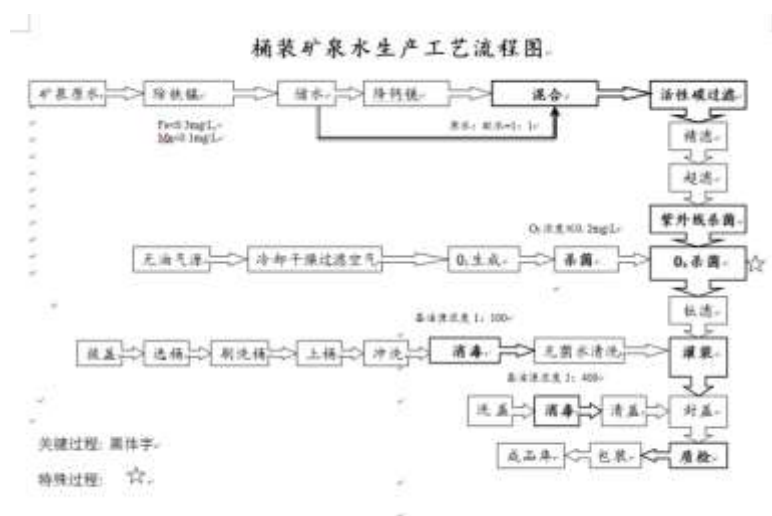 桶装矿泉水生产工艺流程图
矿泉原水 除铁锰 储水 降钙镁 混合 活性碳过滤
Fe<0.3mg/L
Mn<0.1mg/L
原水：软水=1：1
精滤
超滤
紫外线杀菌
O₃浓度≤0.2mg/L
无油气源 冷却干燥过滤空气 O₃生成 杀菌 O₃杀菌 ☆
钛滤
1：100
拔盖 选桶 刷洗桶 上桶 冲洗 消毒 无菌水清洗 灌装
1：400
洗盖 消毒 清盖 封盖
关键过程：黑体字
成品库 包装 质检
特殊过程： ☆